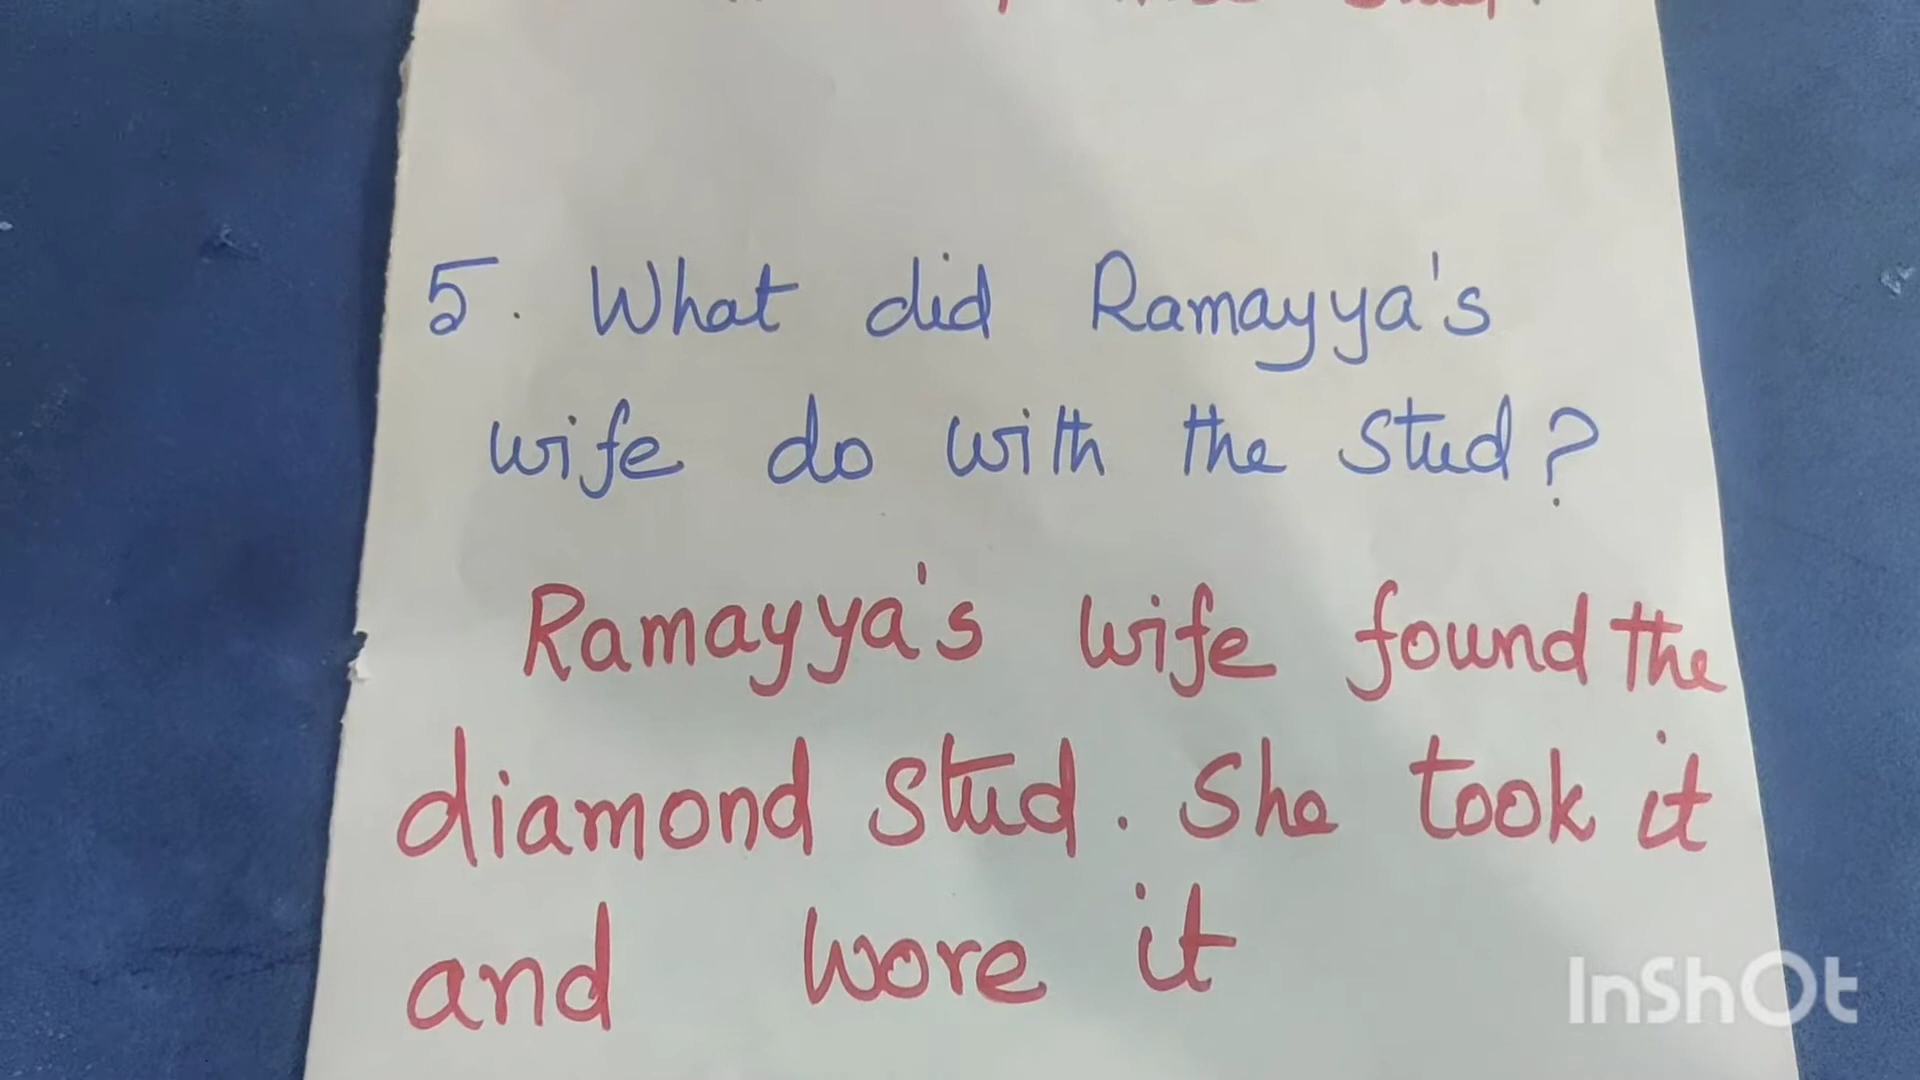 5. What did Ramayya's
wife do with the stud?
Ramayya's wife found the
diamond stud. She took it
and wore it
InShOt